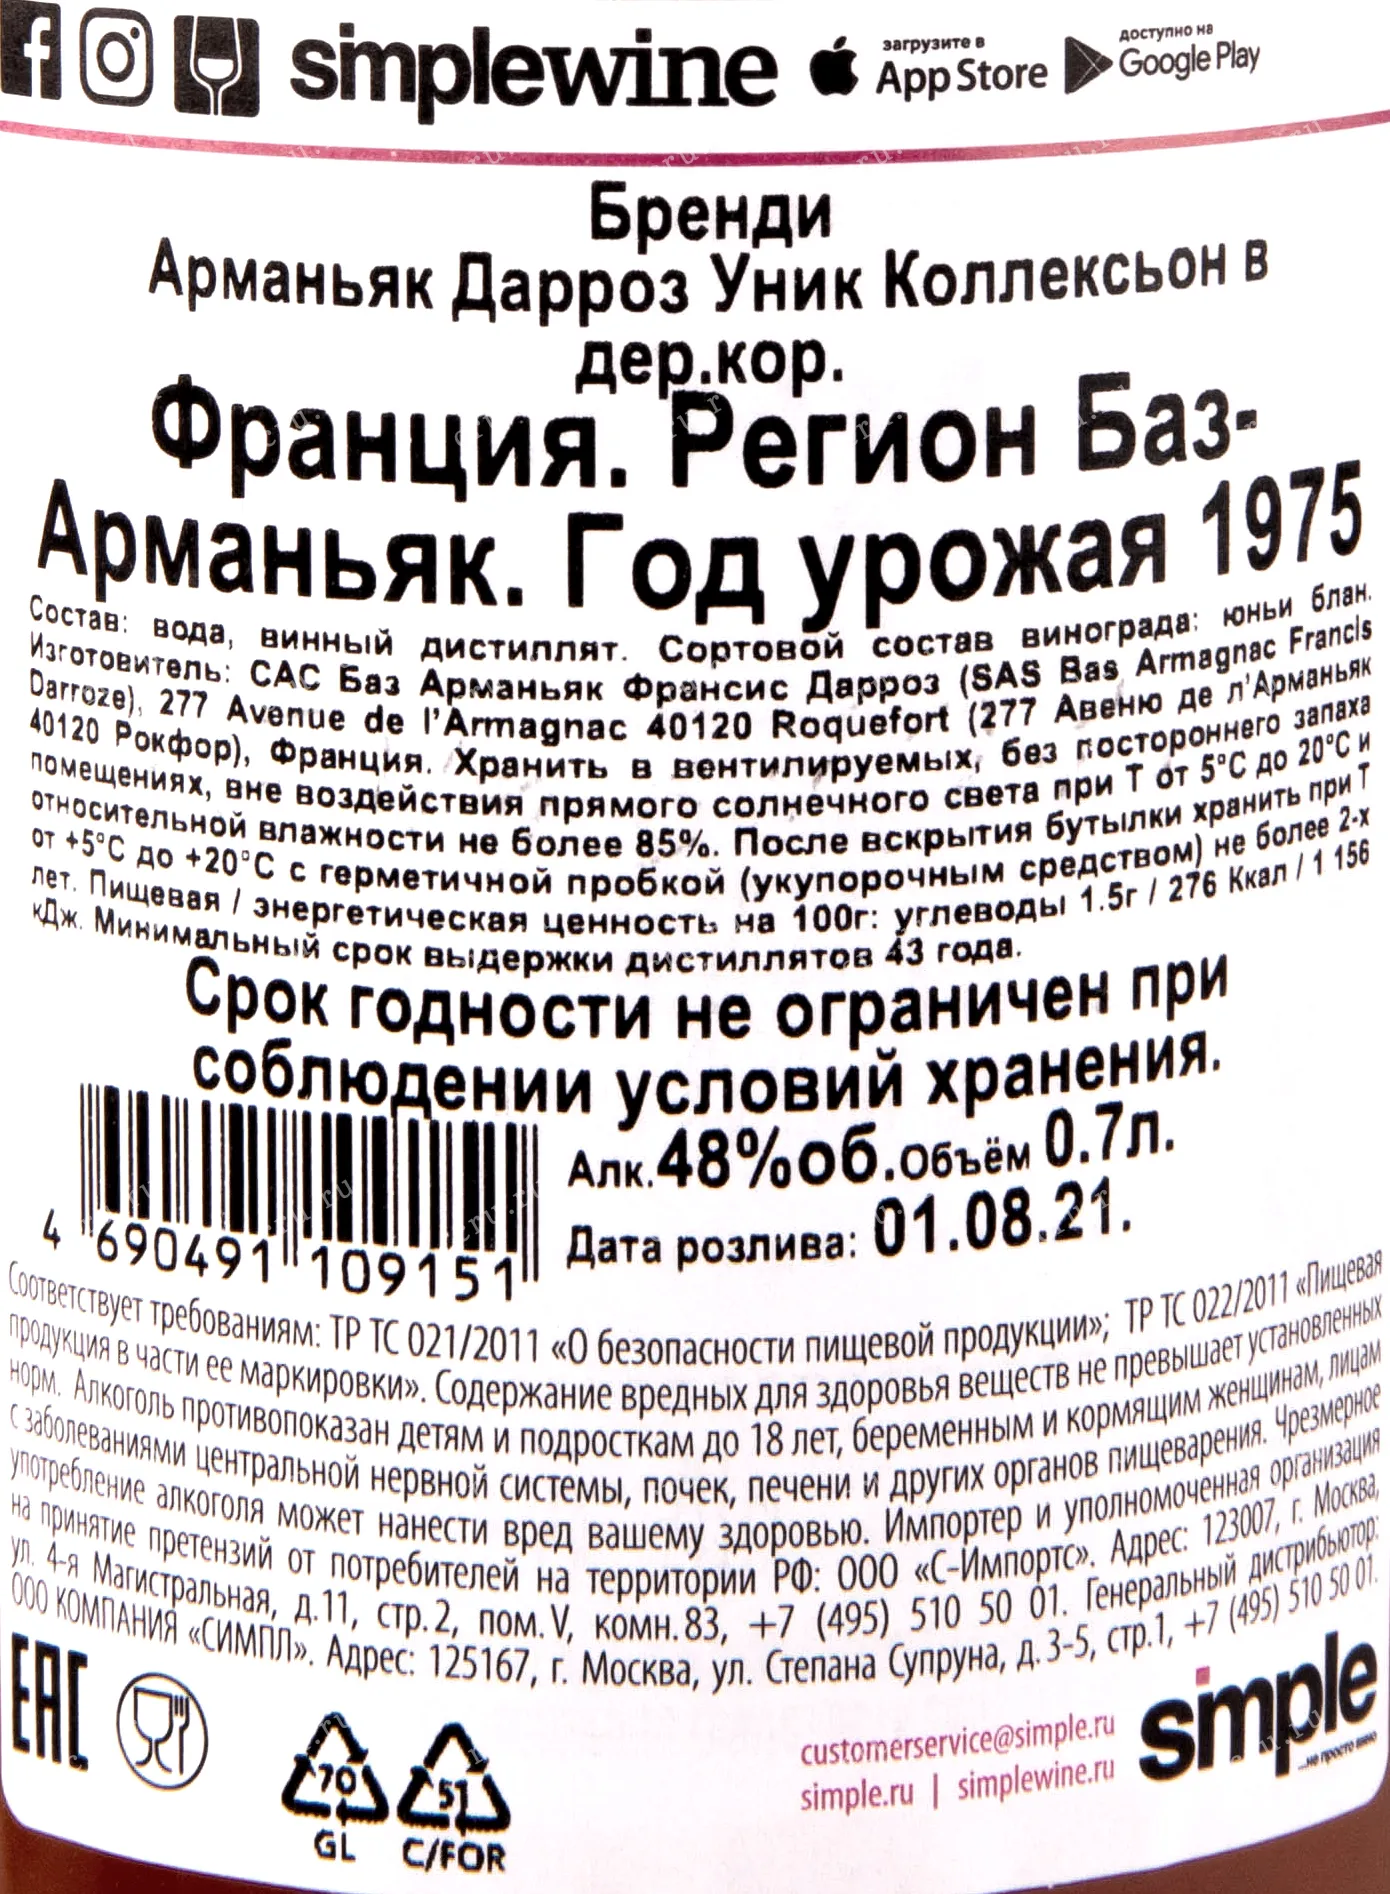 simplewine загрузите в App Store доступно на Google Play
Бренди
Арманьяк Дарроз Уник Коллексьон в
дер.кор.
Франция. Регион Баз-
Арманьяк. Год урожая 1975
Состав: вода, винный дистиллят. Сортовой состав винограда: юньи блан.
Изготовитель: САС Баз Арманьяк Франсис Дарроз (SAS Bas Armagnac Francis
Darroze), 277 Avenue de l’Armagnac 40120 Roquefort (277 Авеню де л’Арманьяк
40120 Рокфор), Франция. Хранить в вентилируемых, без постороннего запаха
помещениях, вне воздействия прямого солнечного света при Т от 5°С до 20°С и
относительной влажности не более 85%. После вскрытия бутылки хранить при Т
от +5°С до +20°С с герметичной пробкой (укупорочным средством) не более 2-х
лет. Пищевая / энергетическая ценность на 100г: углеводы 1.5г / 276 Ккал / 1 156
кДж. Минимальный срок выдержки дистиллятов 43 года.
Срок годности не ограничен при
соблюдении условий хранения.
Алк.48%об.Объём 0.7л.
Дата розлива: 01.08.21.
4 690491 109151
Соответствует требованиям: ТР ТС 021/2011 «О безопасности пищевой продукции»; ТР ТС 022/2011 «Пищевая
продукция в части ее маркировки». Содержание вредных для здоровья веществ не превышает установленных
норм. Алкоголь противопоказан детям и подросткам до 18 лет, беременным и кормящим женщинам, лицам
с заболеваниями центральной нервной системы, почек, печени и других органов пищеварения. Чрезмерное
употребление алкоголя может нанести вред вашему здоровью. Импортер и уполномоченная организация
на принятие претензий от потребителей на территории РФ: ООО «С-Импортс». Адрес: 123007, г. Москва,
ул. 4-я Магистральная, д.11, стр.2, пом.V, комн.83, +7 (495) 510 50 01. Генеральный дистрибьютор:
ООО КОМПАНИЯ «СИМПЛ». Адрес: 125167, г. Москва, ул. Степана Супруна, д.3-5, стр.1, +7 (495) 510 50 01.
EAC
70
GL
51
C/FOR
customerservice@simple.ru
simple.ru | simplewine.ru
simple
...не просто вино